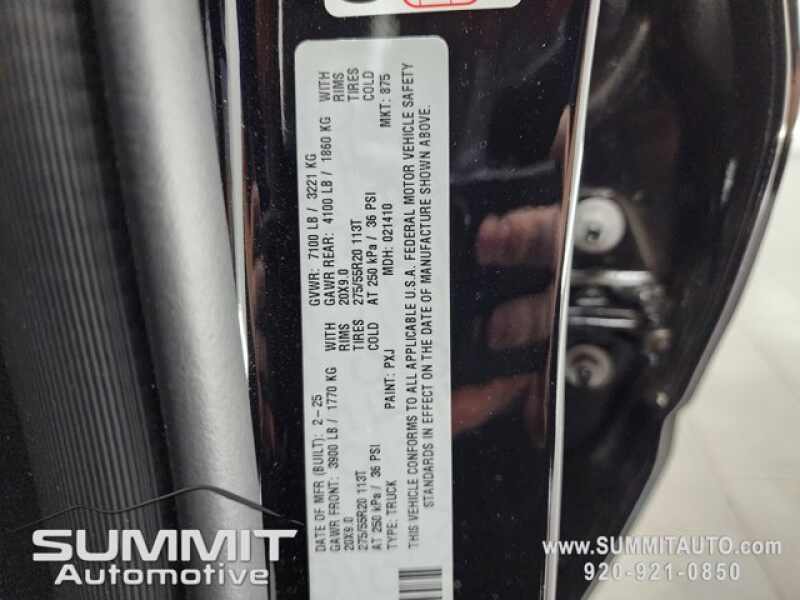 DATE OF MFR (BUILT): 2-25 GVWR: 7100 LB / 3221 KG
GAWR FRONT: 3900 LB / 1770 KG WITH GAWR REAR: 4100 LB / 1860 KG WITH
20X9.0 RIMS 20X9.0 RIMS
275/55R20 113T TIRES 275/55R20 113T TIRES
AT 250 kPa / 36 PSI COLD AT 250 kPa / 36 PSI COLD
TYPE: TRUCK PAINT: PXJ MDH: 021410 MKT: 875
THIS VEHICLE CONFORMS TO ALL APPLICABLE U.S.A. FEDERAL MOTOR VEHICLE SAFETY
STANDARDS IN EFFECT ON THE DATE OF MANUFACTURE SHOWN ABOVE.
SUMMIT
Automotive
www.SUMMITAUTO.com
920-921-0850